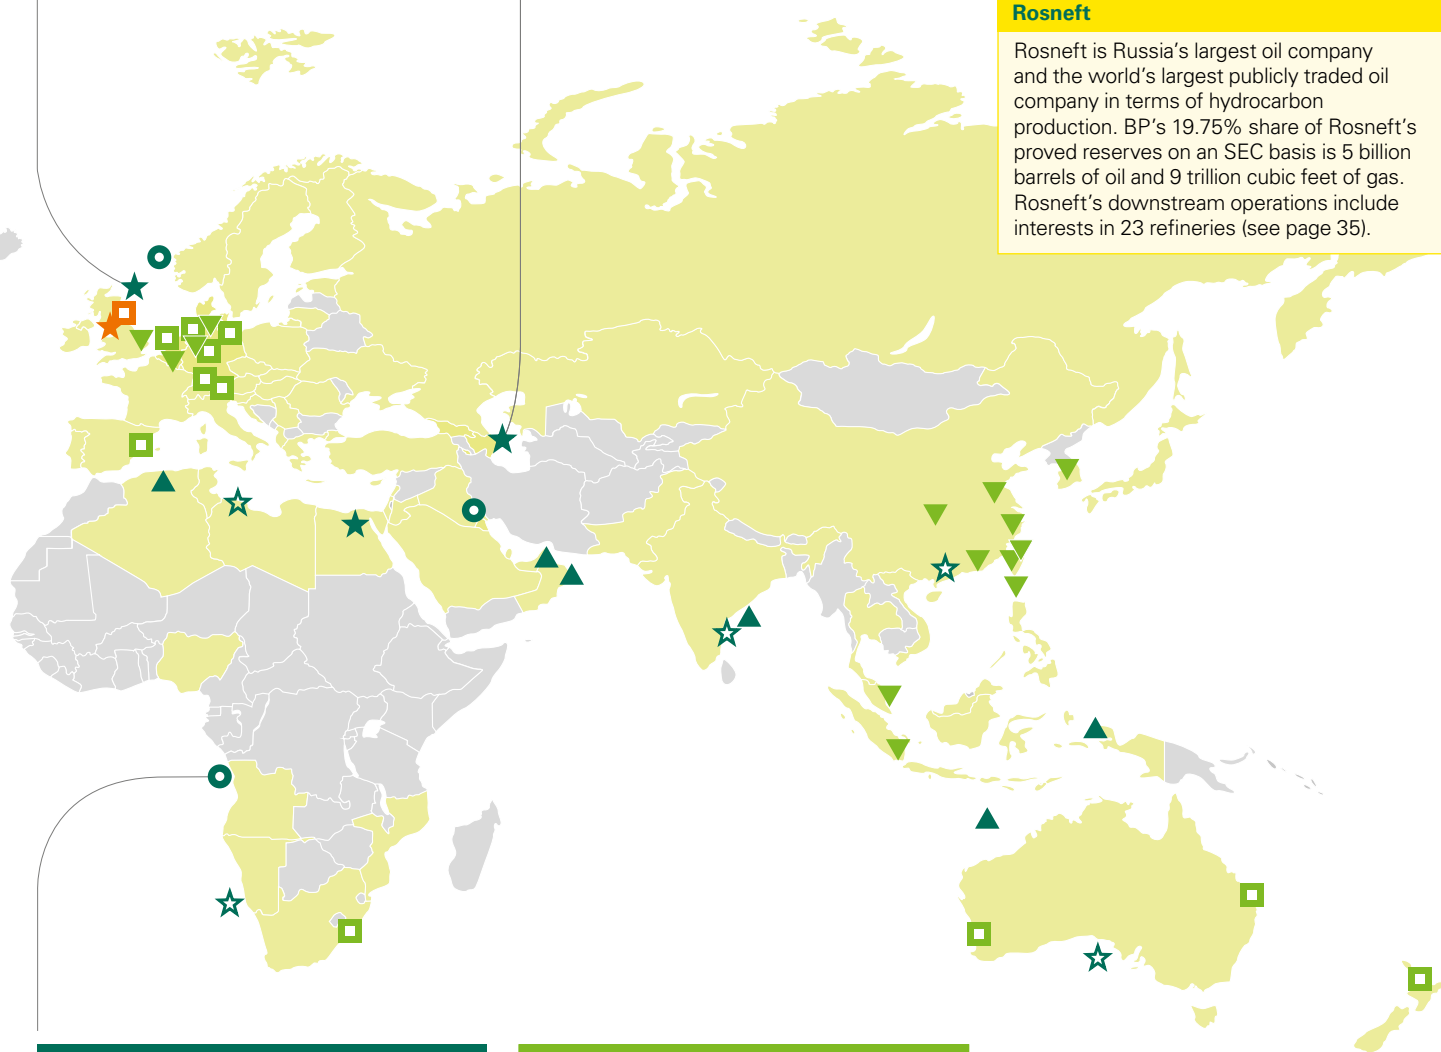 Rosneft
Rosneft is Russia’s largest oil company
and the world’s largest publicly traded oil
company in terms of hydrocarbon
production. BP’s 19.75% share of Rosneft’s
proved reserves on an SEC basis is 5 billion
barrels of oil and 9 trillion cubic feet of gas.
Rosneft’s downstream operations include
interests in 23 refineries (see page 35).